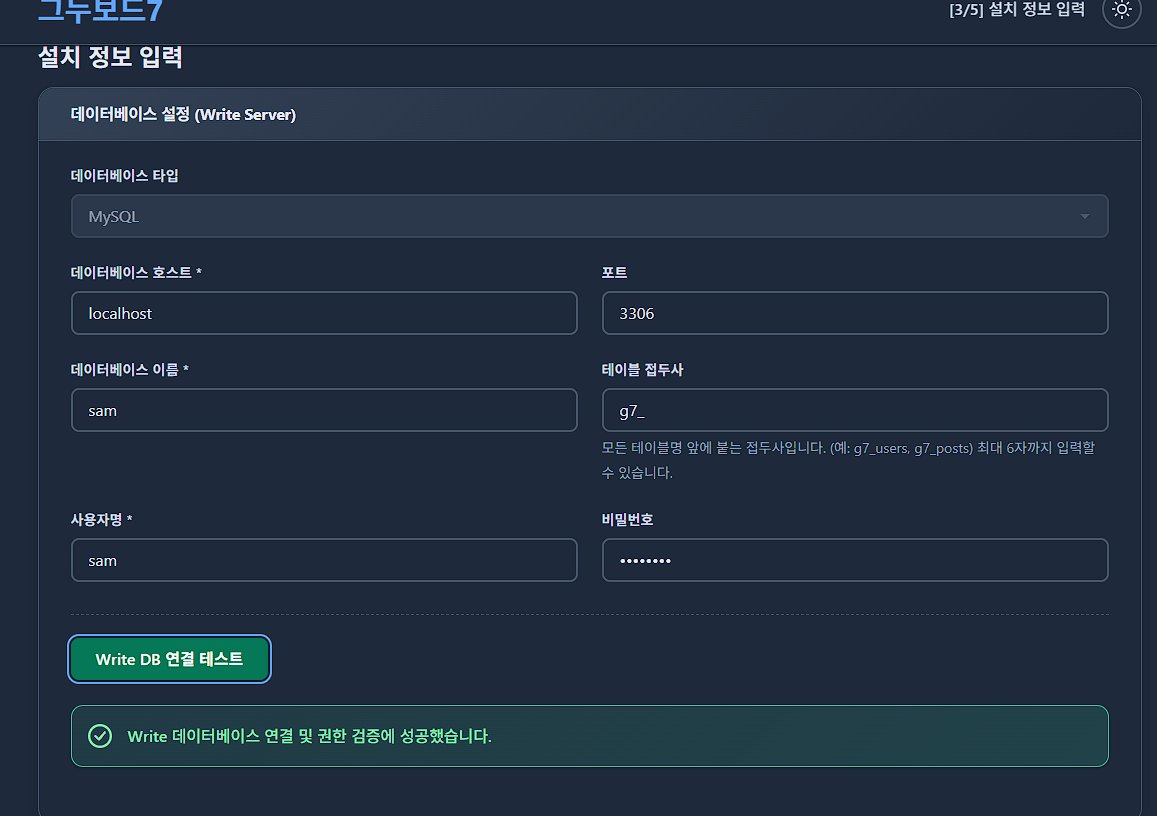 그누보드7
[3/5] 설치 정보 입력
설치 정보 입력
데이터베이스 설정 (Write Server)
데이터베이스 타입
MySQL
데이터베이스 호스트 *
포트
localhost
3306
데이터베이스 이름 *
테이블 접두사
sam
g7_
모든 테이블명 앞에 붙는 접두사입니다. (예: g7_users, g7_posts) 최대 6자까지 입력할
수 있습니다.
사용자명 *
비밀번호
sam
••••••••
Write DB 연결 테스트
Write 데이터베이스 연결 및 권한 검증에 성공했습니다.